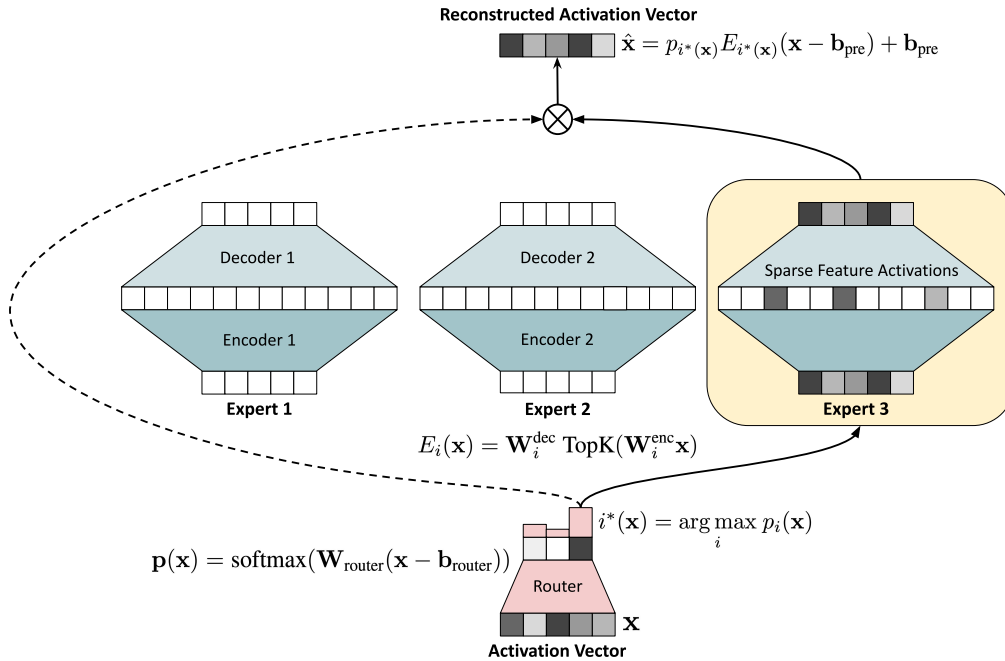 Reconstructed Activation Vector
x̂ = p_{i*(x)} E_{i*(x)}(x − b_pre) + b_pre
Decoder 1
Decoder 2
Sparse Feature Activations
Encoder 1
Encoder 2
Expert 1
Expert 2
Expert 3
E_i(x) = W_i^dec TopK(W_i^enc x)
i*(x) = arg max_i p_i(x)
p(x) = softmax(W_router(x − b_router))
Router
x
Activation Vector